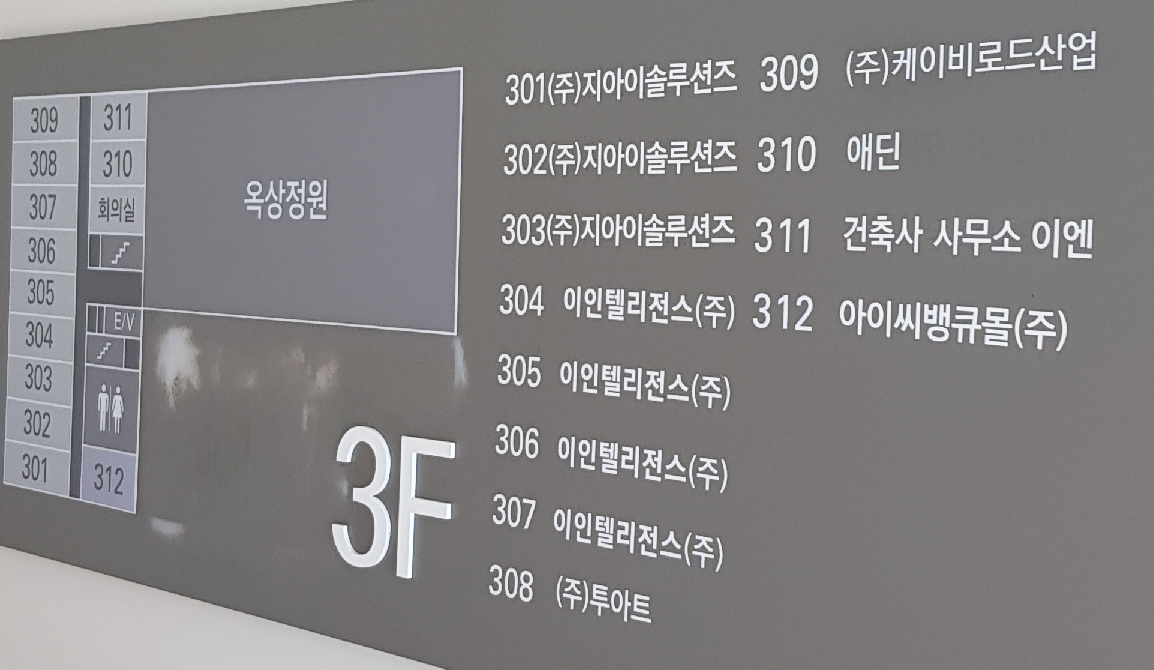 309
308
307
306
305
304
303
302
301
311
310
회의실
E/V
312
옥상정원
3F
301(주)지아이솔루션즈
302(주)지아이솔루션즈
303(주)지아이솔루션즈
304 이인텔리전스(주)
305 이인텔리전스(주)
306 이인텔리전스(주)
307 이인텔리전스(주)
308 (주)투아트
309 (주)케이비로드산업
310 애딘
311 건축사 사무소 이엔
312 아이씨뱅큐몰(주)